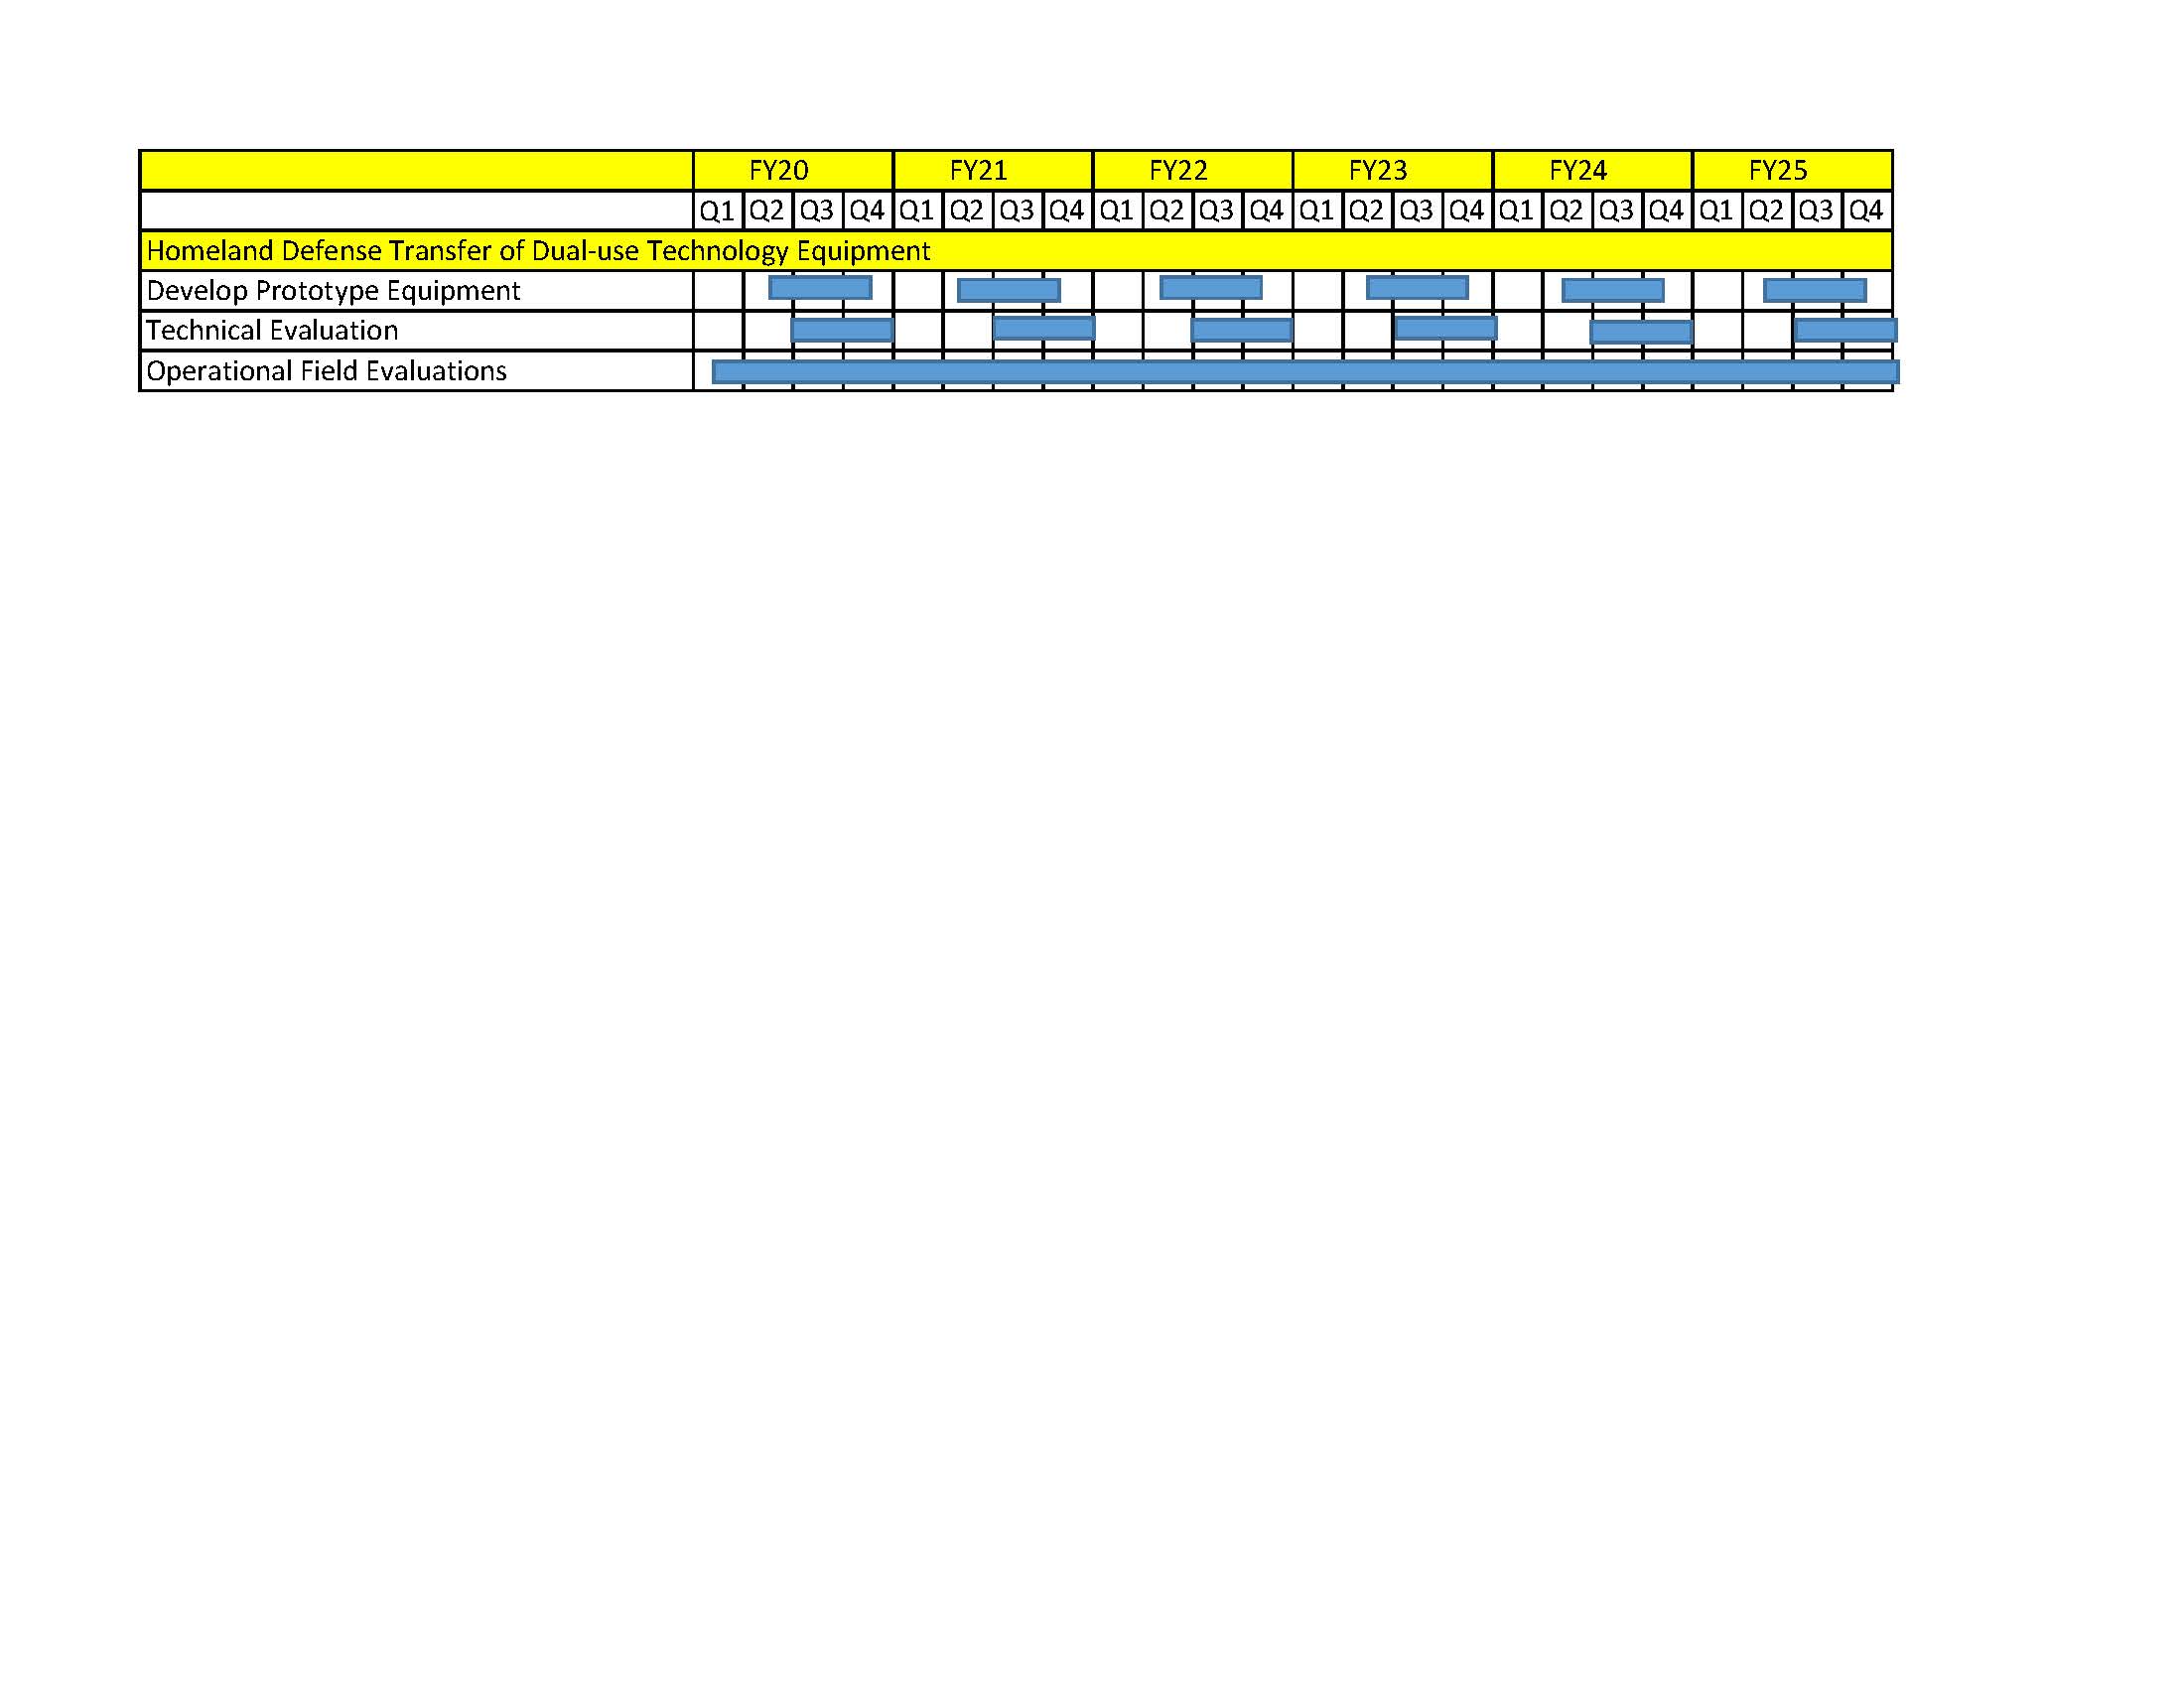 FY20 FY21 FY22 FY23 FY24 FY25
Q1 Q2 Q3 Q4 Q1 Q2 Q3 Q4 Q1 Q2 Q3 Q4 Q1 Q2 Q3 Q4 Q1 Q2 Q3 Q4 Q1 Q2 Q3 Q4
Homeland Defense Transfer of Dual-use Technology Equipment
Develop Prototype Equipment
Technical Evaluation
Operational Field Evaluations